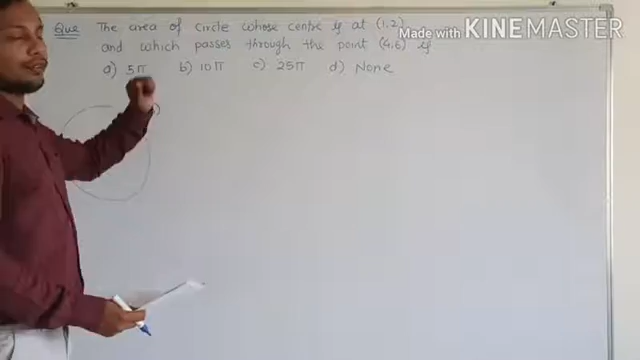 Que The area of circle whose centre is at (1,2)
and which passes through the point (4,6) is
a) 5π b) 10π c) 25π d) None
Made with KINEMASTER